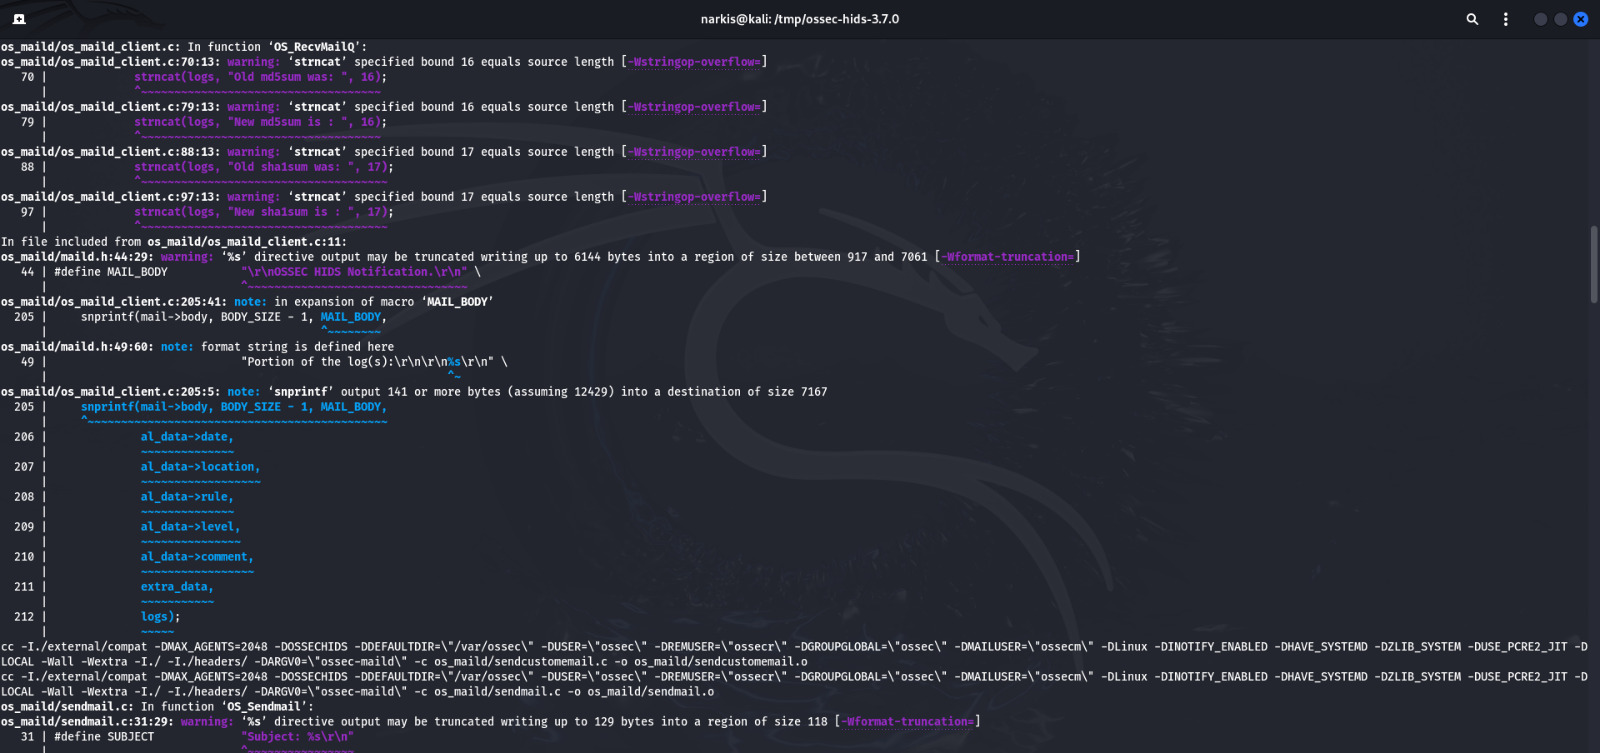 narkis@kali: /tmp/ossec-hids-3.7.0
os_maild/os_maild_client.c: In function ‘OS_RecvMailQ’:
os_maild/os_maild_client.c:70:13: warning: ‘strncat’ specified bound 16 equals source length [-Wstringop-overflow=]
   70 |             strncat(logs, "Old md5sum was: ", 16);
      |             ^~~~~~~~~~~~~~~~~~~~~~~~~~~~~~~~~~~~~
os_maild/os_maild_client.c:79:13: warning: ‘strncat’ specified bound 16 equals source length [-Wstringop-overflow=]
   79 |             strncat(logs, "New md5sum is : ", 16);
      |             ^~~~~~~~~~~~~~~~~~~~~~~~~~~~~~~~~~~~~
os_maild/os_maild_client.c:88:13: warning: ‘strncat’ specified bound 17 equals source length [-Wstringop-overflow=]
   88 |             strncat(logs, "Old sha1sum was: ", 17);
      |             ^~~~~~~~~~~~~~~~~~~~~~~~~~~~~~~~~~~~~~
os_maild/os_maild_client.c:97:13: warning: ‘strncat’ specified bound 17 equals source length [-Wstringop-overflow=]
   97 |             strncat(logs, "New sha1sum is : ", 17);
      |             ^~~~~~~~~~~~~~~~~~~~~~~~~~~~~~~~~~~~~~
In file included from os_maild/os_maild_client.c:11:
os_maild/maild.h:44:29: warning: ‘%s’ directive output may be truncated writing up to 6144 bytes into a region of size between 917 and 7061 [-Wformat-truncation=]
   44 | #define MAIL_BODY           "\r\nOSSEC HIDS Notification.\r\n" \
      |                             ^~~~~~~~~~~~~~~~~~~~~~~~~~~~~~~~~~
os_maild/os_maild_client.c:205:41: note: in expansion of macro ‘MAIL_BODY’
  205 |     snprintf(mail->body, BODY_SIZE - 1, MAIL_BODY,
      |                                         ^~~~~~~~~
os_maild/maild.h:49:60: note: format string is defined here
   49 |                             "Portion of the log(s):\r\n\r\n%s\r\n" \
      |                                                            ^~
os_maild/os_maild_client.c:205:5: note: ‘snprintf’ output 141 or more bytes (assuming 12429) into a destination of size 7167
  205 |     snprintf(mail->body, BODY_SIZE - 1, MAIL_BODY,
      |     ^~~~~~~~~~~~~~~~~~~~~~~~~~~~~~~~~~~~~~~~~~~~~~
  206 |              al_data->date,
      |              ~~~~~~~~~~~~~~
  207 |              al_data->location,
      |              ~~~~~~~~~~~~~~~~~~
  208 |              al_data->rule,
      |              ~~~~~~~~~~~~~~
  209 |              al_data->level,
      |              ~~~~~~~~~~~~~~~
  210 |              al_data->comment,
      |              ~~~~~~~~~~~~~~~~~
  211 |              extra_data,
      |              ~~~~~~~~~~~
  212 |              logs);
      |              ~~~~~
cc -I./external/compat -DMAX_AGENTS=2048 -DOSSECHIDS -DDEFAULTDIR=\"/var/ossec\" -DUSER=\"ossec\" -DREMUSER=\"ossecr\" -DGROUPGLOBAL=\"ossec\" -DMAILUSER=\"ossecm\" -DLinux -DINOTIFY_ENABLED -DHAVE_SYSTEMD -DZLIB_SYSTEM -DUSE_PCRE2_JIT -D
LOCAL -Wall -Wextra -I./ -I./headers/ -DARGV0=\"ossec-maild\" -c os_maild/sendcustomemail.c -o os_maild/sendcustomemail.o
cc -I./external/compat -DMAX_AGENTS=2048 -DOSSECHIDS -DDEFAULTDIR=\"/var/ossec\" -DUSER=\"ossec\" -DREMUSER=\"ossecr\" -DGROUPGLOBAL=\"ossec\" -DMAILUSER=\"ossecm\" -DLinux -DINOTIFY_ENABLED -DHAVE_SYSTEMD -DZLIB_SYSTEM -DUSE_PCRE2_JIT -D
LOCAL -Wall -Wextra -I./ -I./headers/ -DARGV0=\"ossec-maild\" -c os_maild/sendmail.c -o os_maild/sendmail.o
os_maild/sendmail.c: In function ‘OS_Sendmail’:
os_maild/sendmail.c:31:29: warning: ‘%s’ directive output may be truncated writing up to 129 bytes into a region of size 118 [-Wformat-truncation=]
   31 | #define SUBJECT             "Subject: %s\r\n"
      |                             ^~~~~~~~~~~~~~~~~